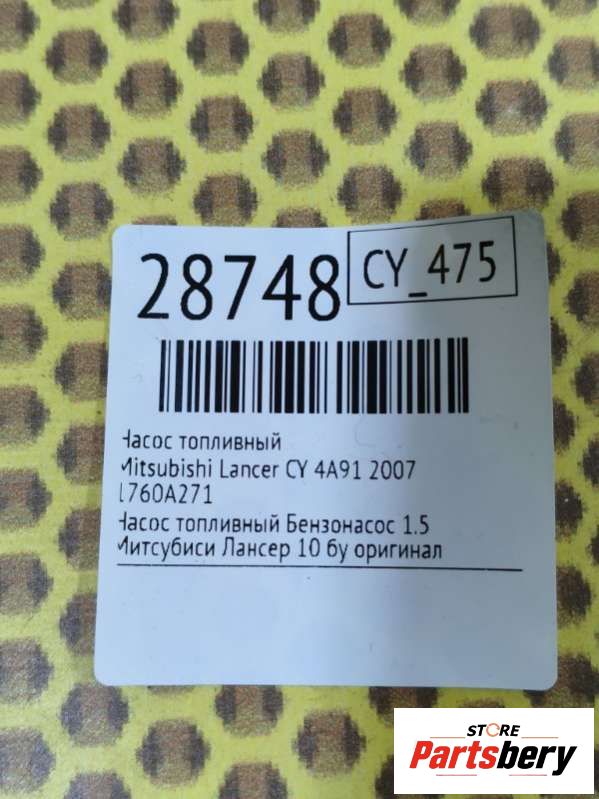 28748
CY_475
Насос топливный
Mitsubishi Lancer CY 4A91 2007
1760A271
Насос топливный Бензонасос 1.5
Митсубиси Лансер 10 бу оригинал
STORE
Partsbery